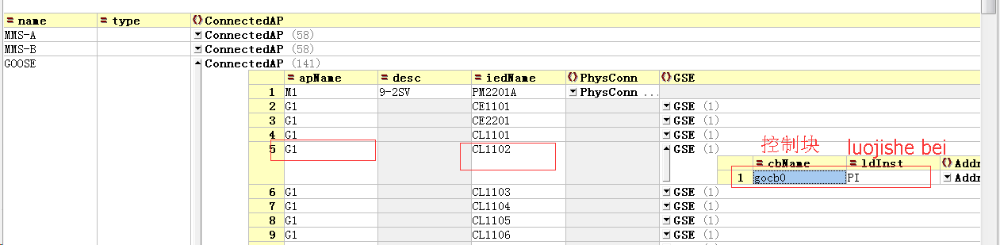 name type ConnectedAP
MMS-A ConnectedAP (58)
MMS-B ConnectedAP (58)
GOOSE ConnectedAP (141)
apName desc iedName PhysConn GSE
1 M1 9-2SV PM2201A PhysConn ...
2 G1 CE1101 GSE (1)
3 G1 CE2201 GSE (1)
4 G1 CL1101 GSE (1)
5 G1 CL1102 GSE (1)
控制块 luojishe bei
cbName ldInst Addr
1 gocb0 PI Addr
6 G1 CL1103 GSE (1)
7 G1 CL1104 GSE (1)
8 G1 CL1105 GSE (1)
9 G1 CL1106 GSE (1)